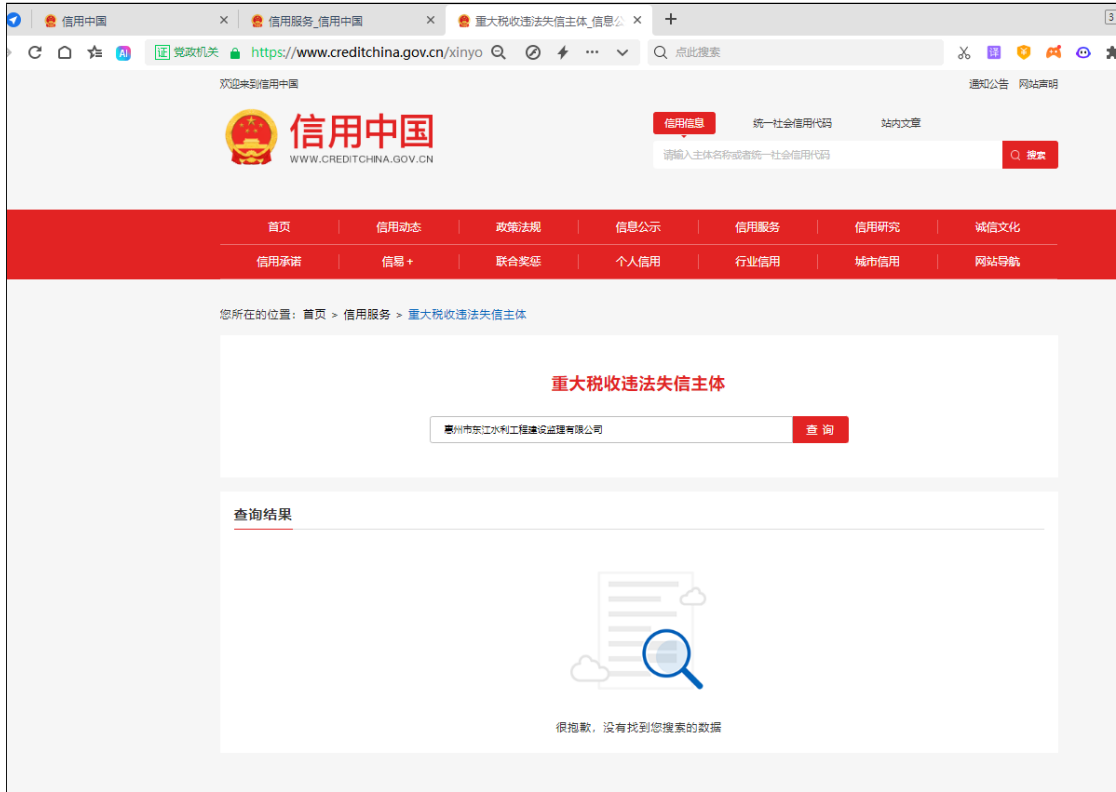 信用中国 信用服务_信用中国 重大税收违法失信主体_信息公 3
AI 证 党政机关 https://www.creditchina.gov.cn/xinyo 点此搜索 译
欢迎来到信用中国 通知公告 网站声明
信用中国
WWW.CREDITCHINA.GOV.CN
信用信息 统一社会信用代码 站内文章
请输入主体名称或者统一社会信用代码 搜索
首页 信用动态 政策法规 信息公示 信用服务 信用研究 诚信文化
信用承诺 信易+ 联合奖惩 个人信用 行业信用 城市信用 网站导航
您所在的位置：首页 > 信用服务 > 重大税收违法失信主体
重大税收违法失信主体
惠州市东江水利工程建设监理有限公司 查询
查询结果
很抱歉，没有找到您搜索的数据